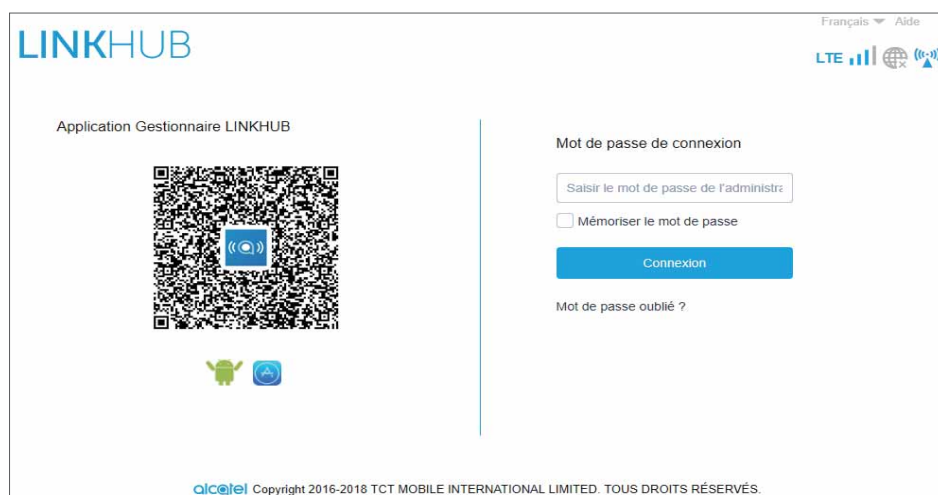 Français Aide
LINKHUB
LTE
Application Gestionnaire LINKHUB
Mot de passe de connexion
Saisir le mot de passe de l'administra
Mémoriser le mot de passe
Connexion
Mot de passe oublié ?
alcatel Copyright 2016-2018 TCT MOBILE INTERNATIONAL LIMITED. TOUS DROITS RÉSERVÉS.